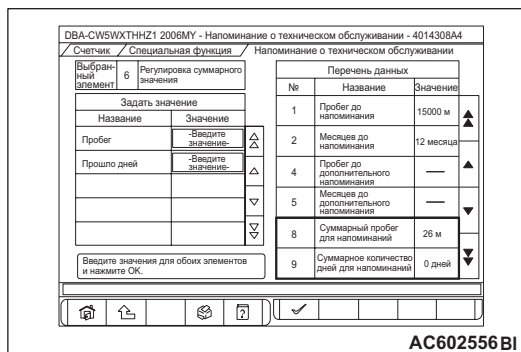 DBA-CW5WXTHHZ1 2006MY - Напоминание о техническом обслуживании - 4014308A4
Счетчик / Специальная функция / Напоминание о техническом обслуживании
Выбран-
ный
элемент
6
Регулировка суммарного
значения
Задать значение
Название
Значение
Пробег
-Введите
значение-
Прошло дней
-Введите
значение-
Введите значения для обоих элементов
и нажмите OK.
Перечень данных
№
Название
Значение
1
Пробег до
напоминания
15000 м
2
Месяцев до
напоминания
12 месяца
4
Пробег до
дополнительного
напоминания
—
5
Месяцев до
дополнительного
напоминания
—
8
Суммарный пробег
для напоминаний
26 м
9
Суммарное количество
дней для напоминаний
0 дней
?
AC602556BI